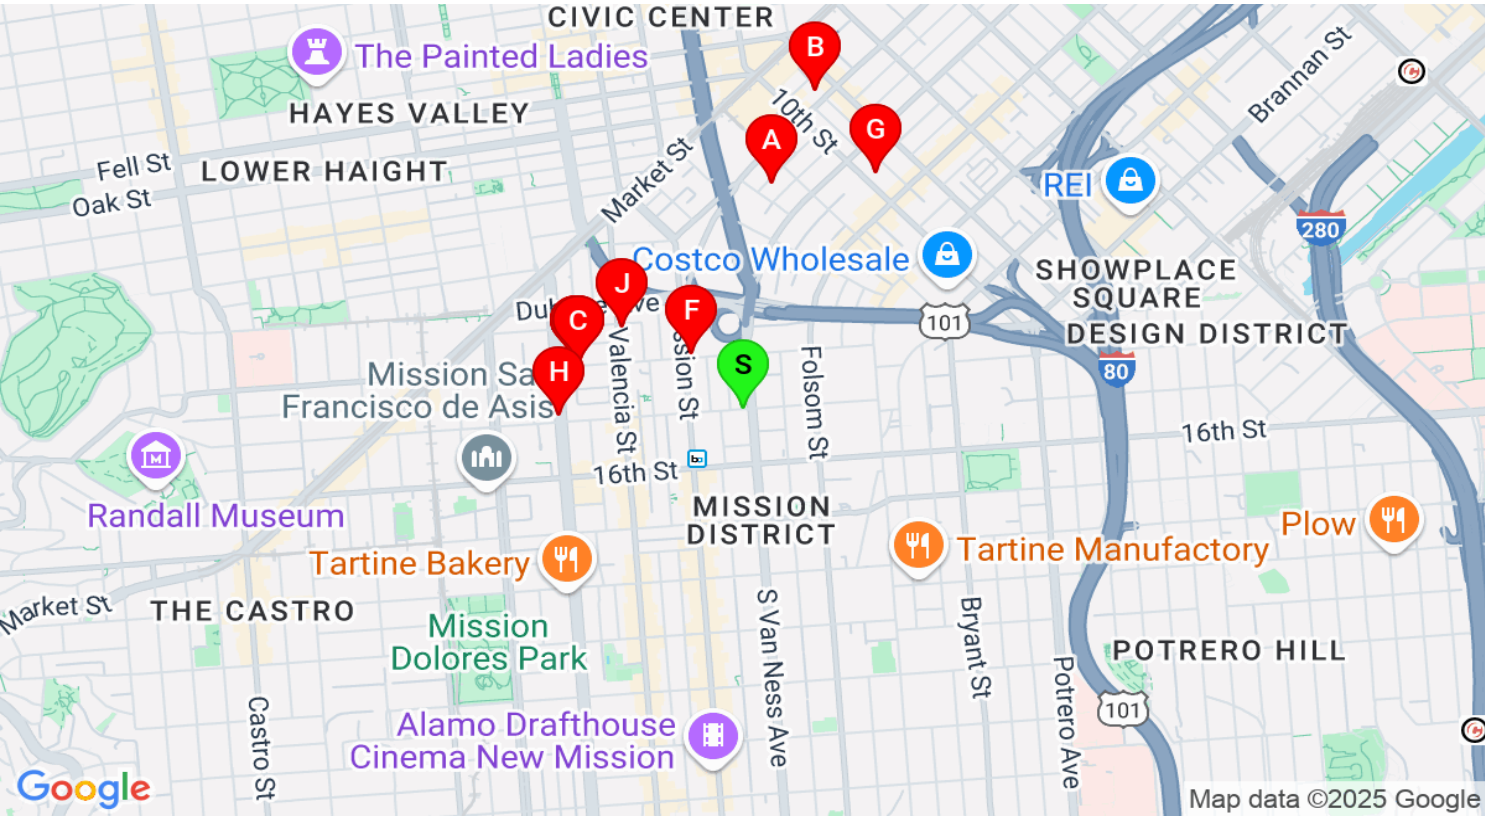 CIVIC CENTER
The Painted Ladies
B
Brannan St
HAYES VALLEY
10th St
G
A
Fell St
LOWER HAIGHT
Market St
Oak St
REI
280
Costco Wholesale
SHOWPLACE
SQUARE
J
F
C
101
DESIGN DISTRICT
S
H
80
Valencia St
Folsom St
Francisco de Asis
Mission
16th St
16th St
Randall Museum
MISSION
DISTRICT
Plow
Tartine Bakery
Tartine Manufactory
Market St
THE CASTRO
Mission
Dolores Park
S Van Ness Ave
Bryant St
POTRERO HILL
Potrero Ave
101
Castro St
Alamo Drafthouse
Cinema New Mission
Google
Map data ©2025 Google